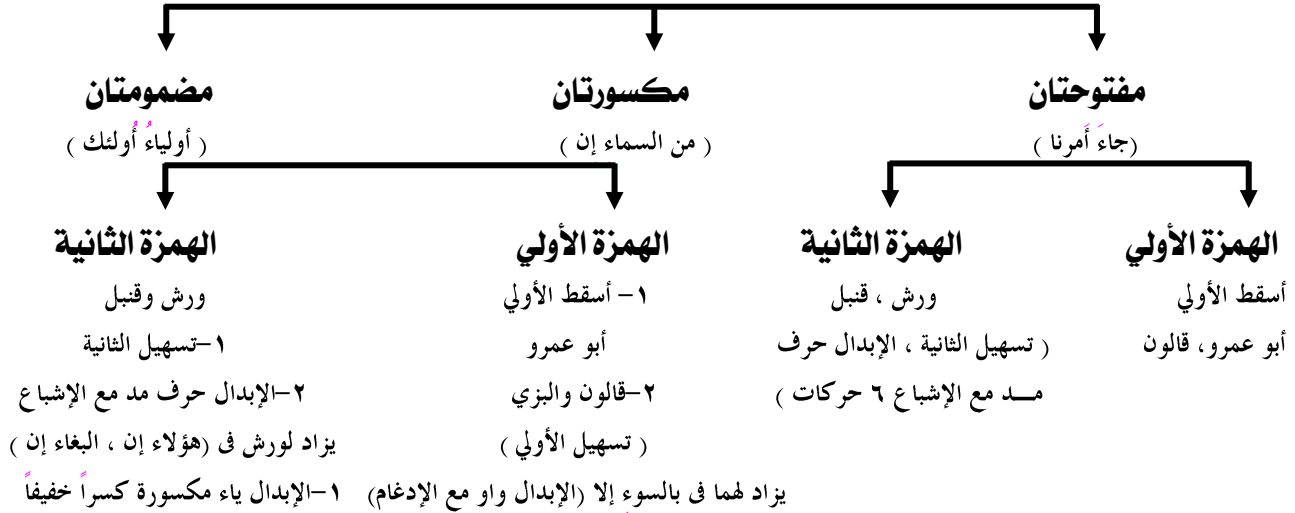 مفتوحتان
مكسورتان
مضمومتان
(جاءَ أَمرنا )
( من السماء إن )
( أولياءُ أُولئك )
الهمزة الأولي
الهمزة الثانية
الهمزة الأولي
الهمزة الثانية
أسقط الأولي
ورش ، قنبل
١– أسقط الأولي
ورش وقنبل
أبو عمرو، قالون
( تسهيل الثانية ، الإبدال حرف
أبو عمرو
١–تسهيل الثانية
مـــد مع الإشباع ٦ حركات )
٢–قالون والبزي
٢–الإبدال حرف مد مع الإشباع
( تسهيل الأولي )
يزاد لورش فى (هؤلاء إن ، البغاء إن )
يزاد لهما فى بالسوء إلا (الإبدال واو مع الإدغام)
١–الإبدال ياء مكسورة كسراً خفيفاً